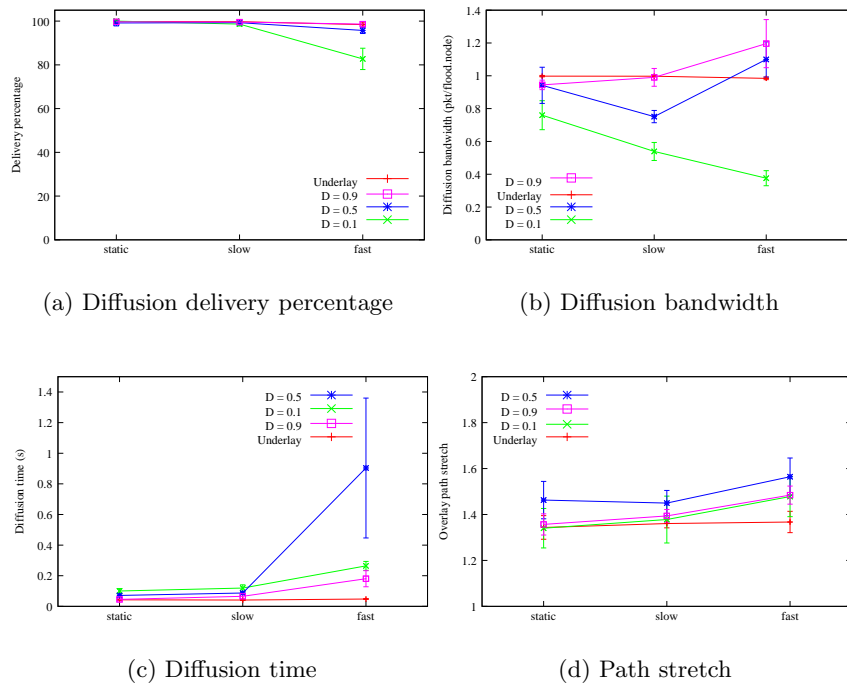 100
80
60
40
20
0
Delivery percentage
Underlay
D = 0.9
D = 0.5
D = 0.1
static slow fast
(a) Diffusion delivery percentage
1.4
1.2
1
0.8
0.6
0.4
0.2
0
Diffusion bandwidth (pkt/flood.node)
D = 0.9
Underlay
D = 0.5
D = 0.1
static slow fast
(b) Diffusion bandwidth
1.4
1.2
1
0.8
0.6
0.4
0.2
0
Diffusion time (s)
D = 0.5
D = 0.1
D = 0.9
Underlay
static slow fast
(c) Diffusion time
2
1.8
1.6
1.4
1.2
1
Overlay path stretch
D = 0.5
D = 0.9
D = 0.1
Underlay
static slow fast
(d) Path stretch